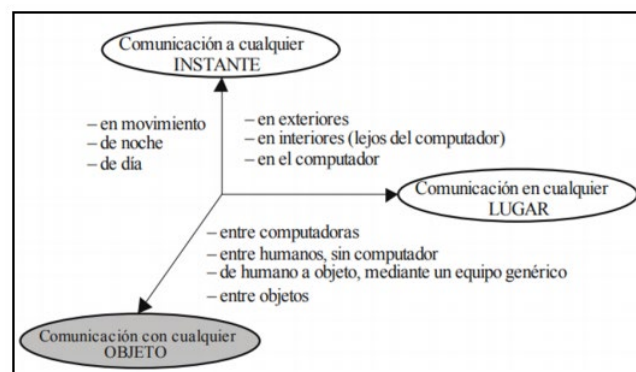 Comunicación a cualquier
INSTANTE
– en movimiento
– de noche
– de día
– en exteriores
– en interiores (lejos del computador)
– en el computador
Comunicación en cualquier
LUGAR
– entre computadoras
– entre humanos, sin computador
– de humano a objeto, mediante un equipo genérico
– entre objetos
Comunicación con cualquier
OBJETO